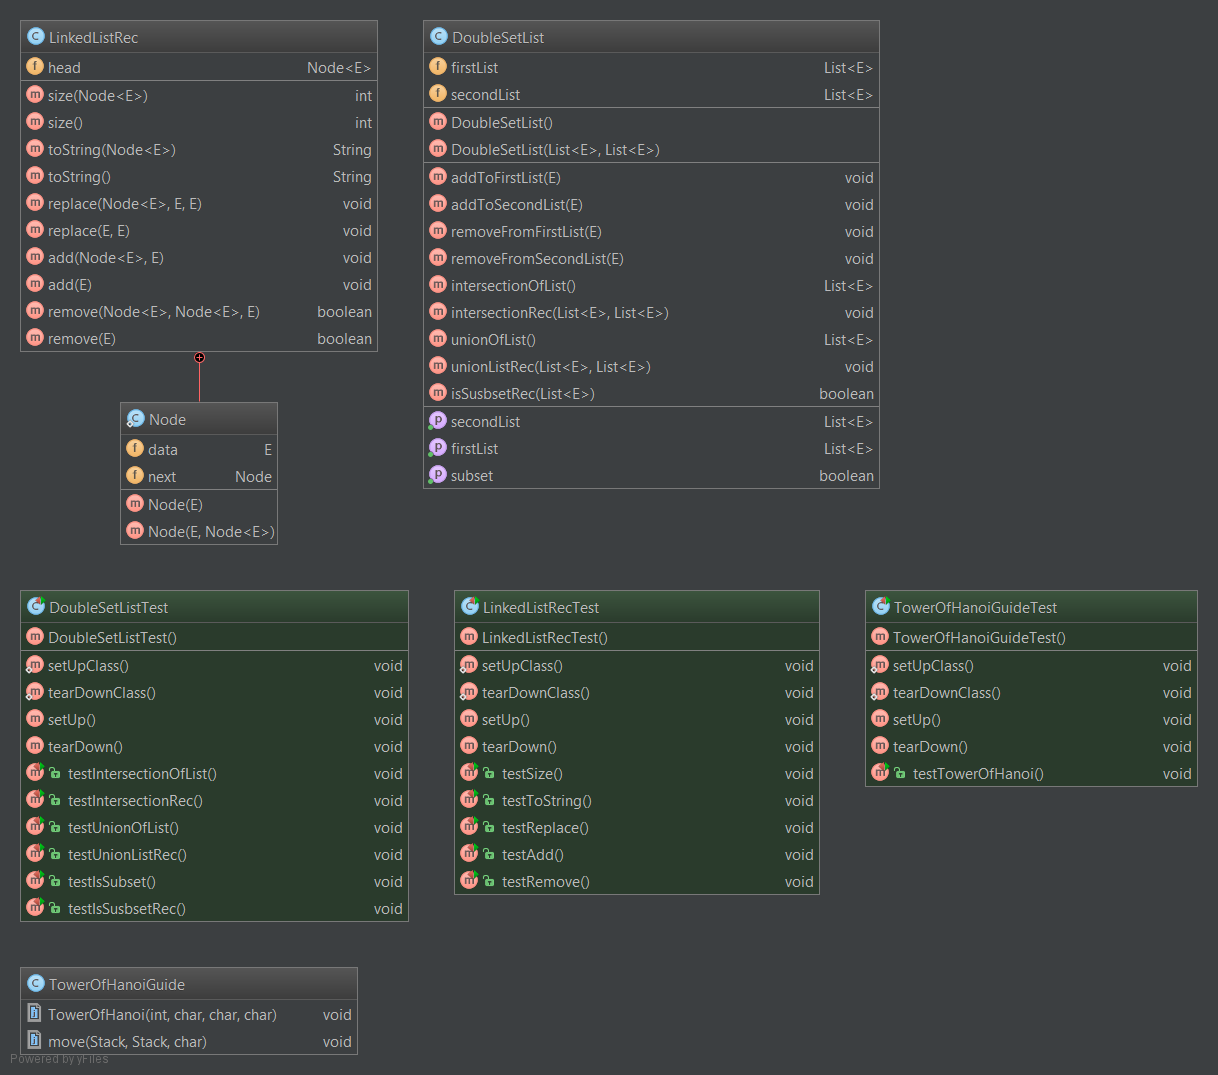 LinkedListRec
head Node<E>
size(Node<E>) int
size() int
toString(Node<E>) String
toString() String
replace(Node<E>, E, E) void
replace(E, E) void
add(Node<E>, E) void
add(E) void
remove(Node<E>, Node<E>, E) boolean
remove(E) boolean
Node
data E
next Node
Node(E)
Node(E, Node<E>)
DoubleSetList
firstList List<E>
secondList List<E>
DoubleSetList()
DoubleSetList(List<E>, List<E>)
addToFirstList(E) void
addToSecondList(E) void
removeFromFirstList(E) void
removeFromSecondList(E) void
intersectionOfList() List<E>
intersectionRec(List<E>, List<E>) void
unionOfList() List<E>
unionListRec(List<E>, List<E>) void
isSusbsetRec(List<E>) boolean
secondList List<E>
firstList List<E>
subset boolean
DoubleSetListTest
DoubleSetListTest()
setUpClass() void
tearDownClass() void
setUp() void
tearDown() void
testIntersectionOfList() void
testIntersectionRec() void
testUnionOfList() void
testUnionListRec() void
testIsSubset() void
testIsSusbsetRec() void
LinkedListRecTest
LinkedListRecTest()
setUpClass() void
tearDownClass() void
setUp() void
tearDown() void
testSize() void
testToString() void
testReplace() void
testAdd() void
testRemove() void
TowerOfHanoiGuideTest
TowerOfHanoiGuideTest()
setUpClass() void
tearDownClass() void
setUp() void
tearDown() void
testTowerOfHanoi() void
TowerOfHanoiGuide
TowerOfHanoi(int, char, char, char) void
move(Stack, Stack, char) void
Powered by yFiles